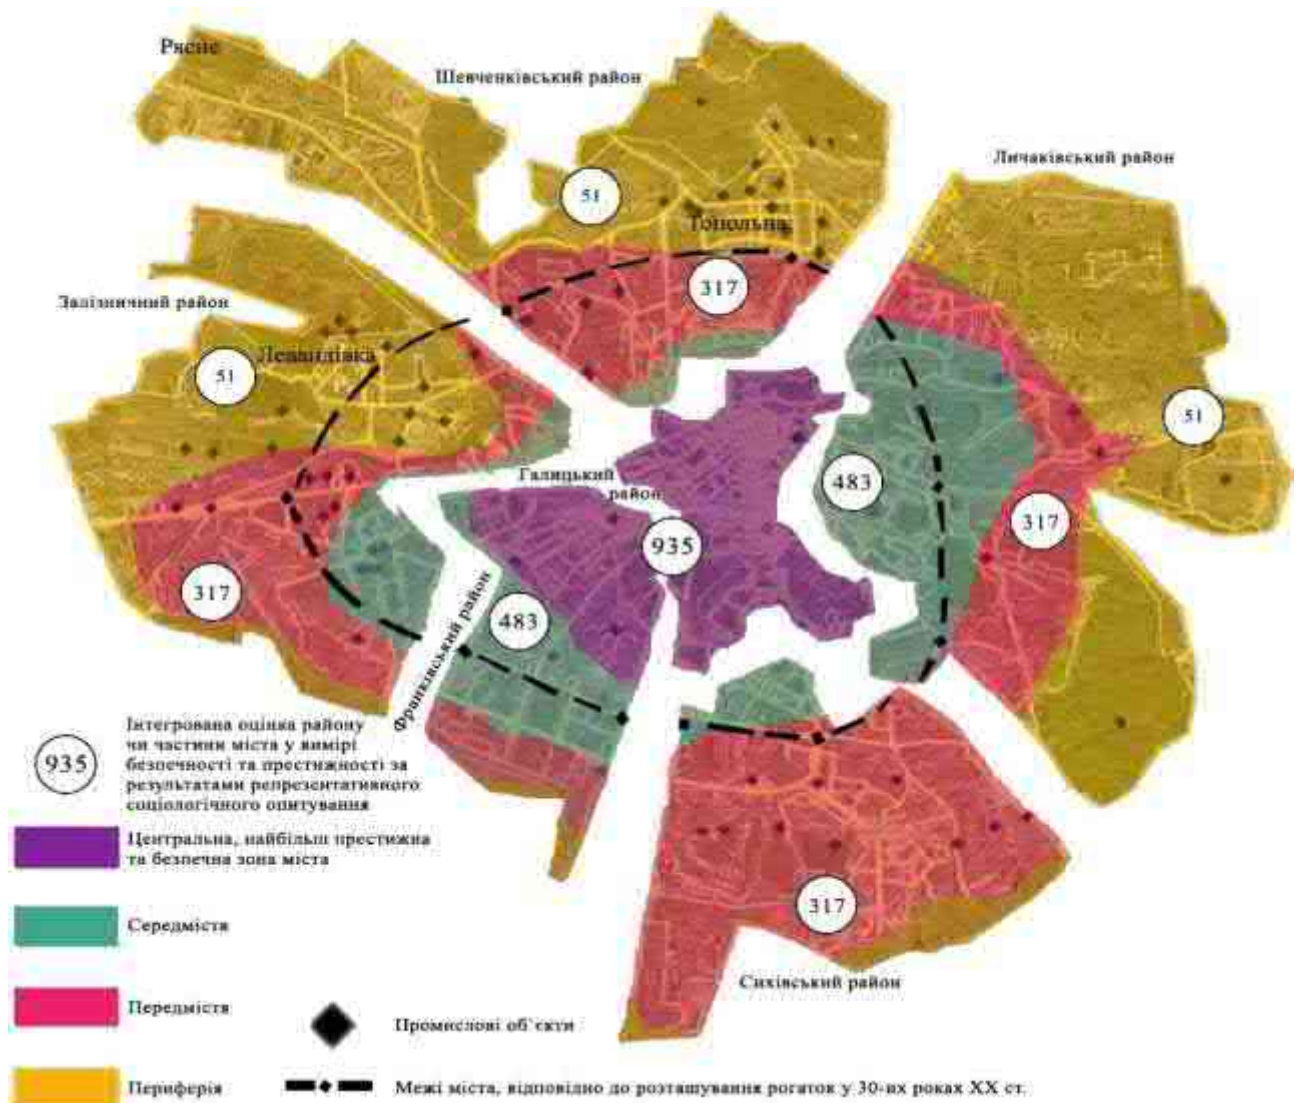 Рясне
Шевченківський район
Личаківський район
51
Топольна
317
Залізничний район
Левандівка
51
51
Галицький
район
483
317
935
317
483
Франківський район
935
Інтегрована оцінка району
чи частини міста у вимірі
безпечності та престижності за
результатами репрезентативного
соціологічного опитування
Центральна, найбільш престижна
та безпечна зона міста
317
Середмістя
Сихівський район
Передмістя
Промислові об`єкти
Периферія
Межі міста, відповідно до розташування рогаток у 30-их роках ХХ ст.